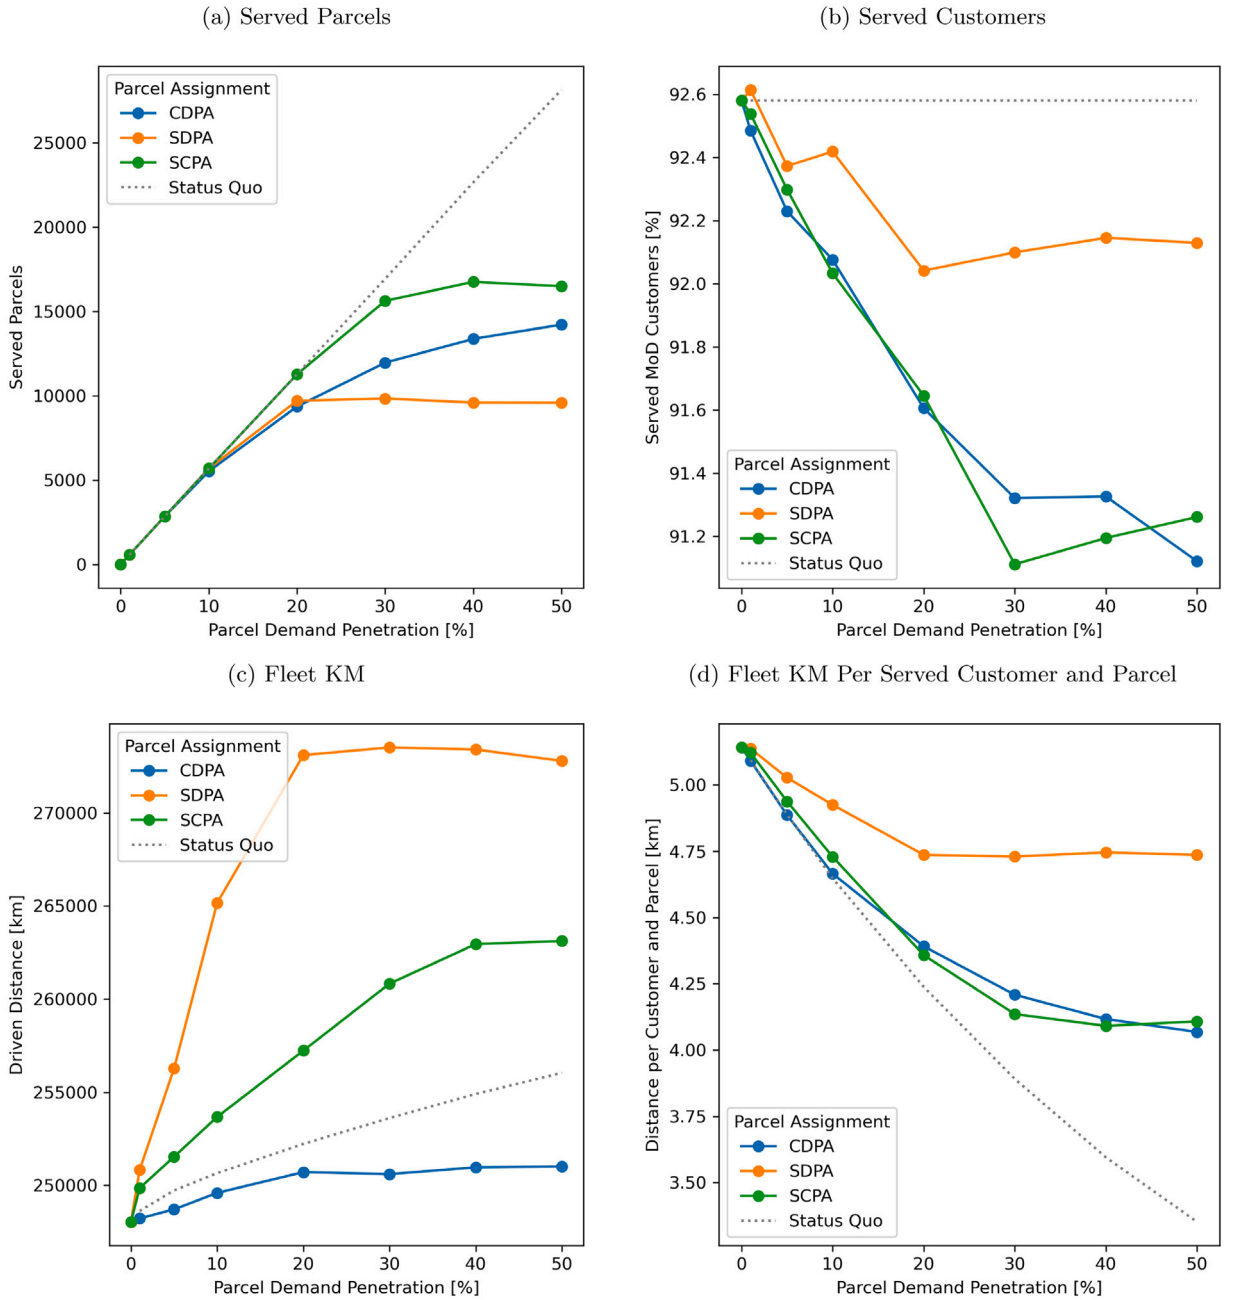 (a) Served Parcels
Served Parcels
25000
20000
15000
10000
5000
0
Parcel Assignment
CDPA
SDPA
SCPA
Status Quo
0 10 20 30 40 50
Parcel Demand Penetration [%]
(b) Served Customers
Served MoD Customers [%]
92.6
92.4
92.2
92.0
91.8
91.6
91.4
91.2
Parcel Assignment
CDPA
SDPA
SCPA
Status Quo
0 10 20 30 40 50
Parcel Demand Penetration [%]
(c) Fleet KM
Driven Distance [km]
270000
265000
260000
255000
250000
Parcel Assignment
CDPA
SDPA
SCPA
Status Quo
0 10 20 30 40 50
Parcel Demand Penetration [%]
(d) Fleet KM Per Served Customer and Parcel
Distance per Customer and Parcel [km]
5.00
4.75
4.50
4.25
4.00
3.75
3.50
Parcel Assignment
CDPA
SDPA
SCPA
Status Quo
0 10 20 30 40 50
Parcel Demand Penetration [%]